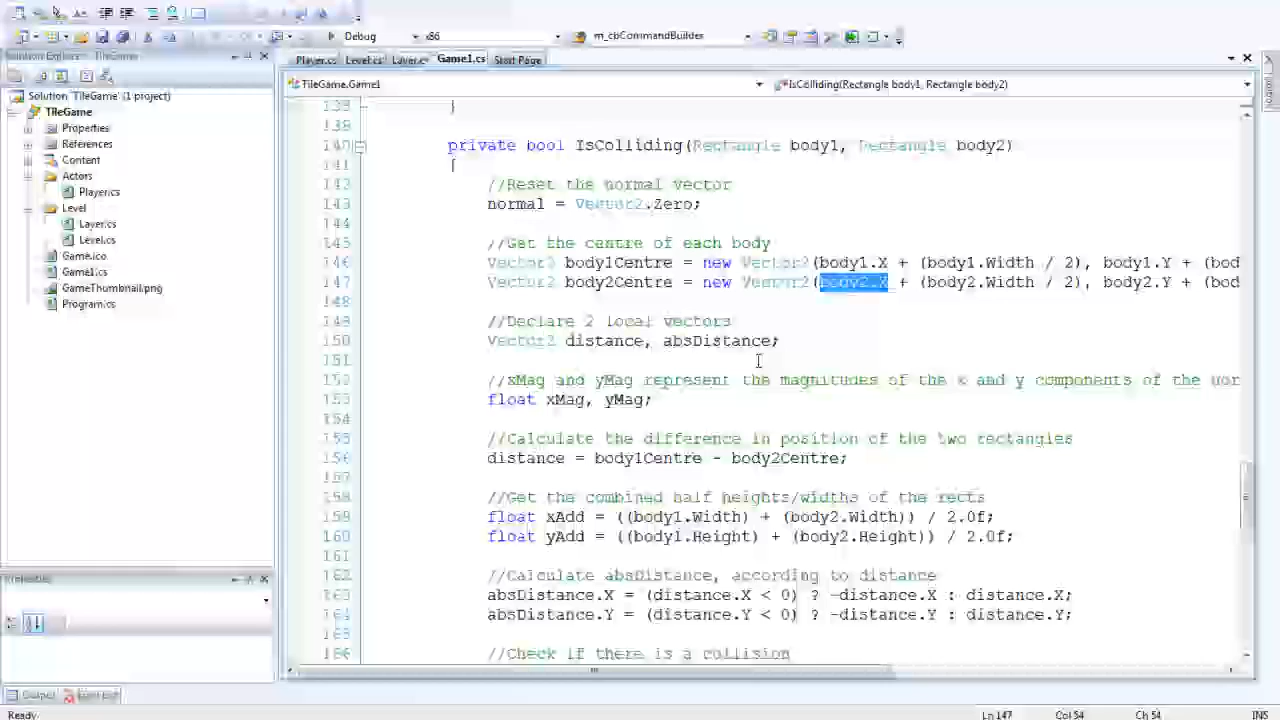 Debug x86 m_cbCommandBuilder
Solution Explorer - TileGame
Player.cs Level.cs Layer.cs Game1.cs Start Page
TileGame.Game1 IsColliding(Rectangle body1, Rectangle body2)
Solution 'TileGame' (1 project)
TileGame
Properties
References
Content
Actors
Player.cs
Level
Layer.cs
Level.cs
Game.ico
Game1.cs
GameThumbnail.png
Program.cs
Properties
138 }
139
140 private bool IsColliding(Rectangle body1, Rectangle body2)
141 {
142 //Reset the normal vector
143 normal = Vector2.Zero;
144
145 //Get the centre of each body
146 Vector2 body1Centre = new Vector2(body1.X + (body1.Width / 2), body1.Y + (bod
147 Vector2 body2Centre = new Vector2(body2.X + (body2.Width / 2), body2.Y + (bod
148
149 //Declare 2 local vectors
150 Vector2 distance, absDistance;
151
152 //xMag and yMag represent the magnitudes of the x and y components of the nor
153 float xMag, yMag;
154
155 //Calculate the difference in position of the two rectangles
156 distance = body1Centre - body2Centre;
157
158 //Get the combined half heights/widths of the rects
159 float xAdd = ((body1.Width) + (body2.Width)) / 2.0f;
160 float yAdd = ((body1.Height) + (body2.Height)) / 2.0f;
161
162 //Calculate absDistance, according to distance
163 absDistance.X = (distance.X < 0) ? -distance.X : distance.X;
164 absDistance.Y = (distance.Y < 0) ? -distance.Y : distance.Y;
165
166 //Check if there is a collision
Output
Ready Ln 147 Col 54 Ch 54 INS